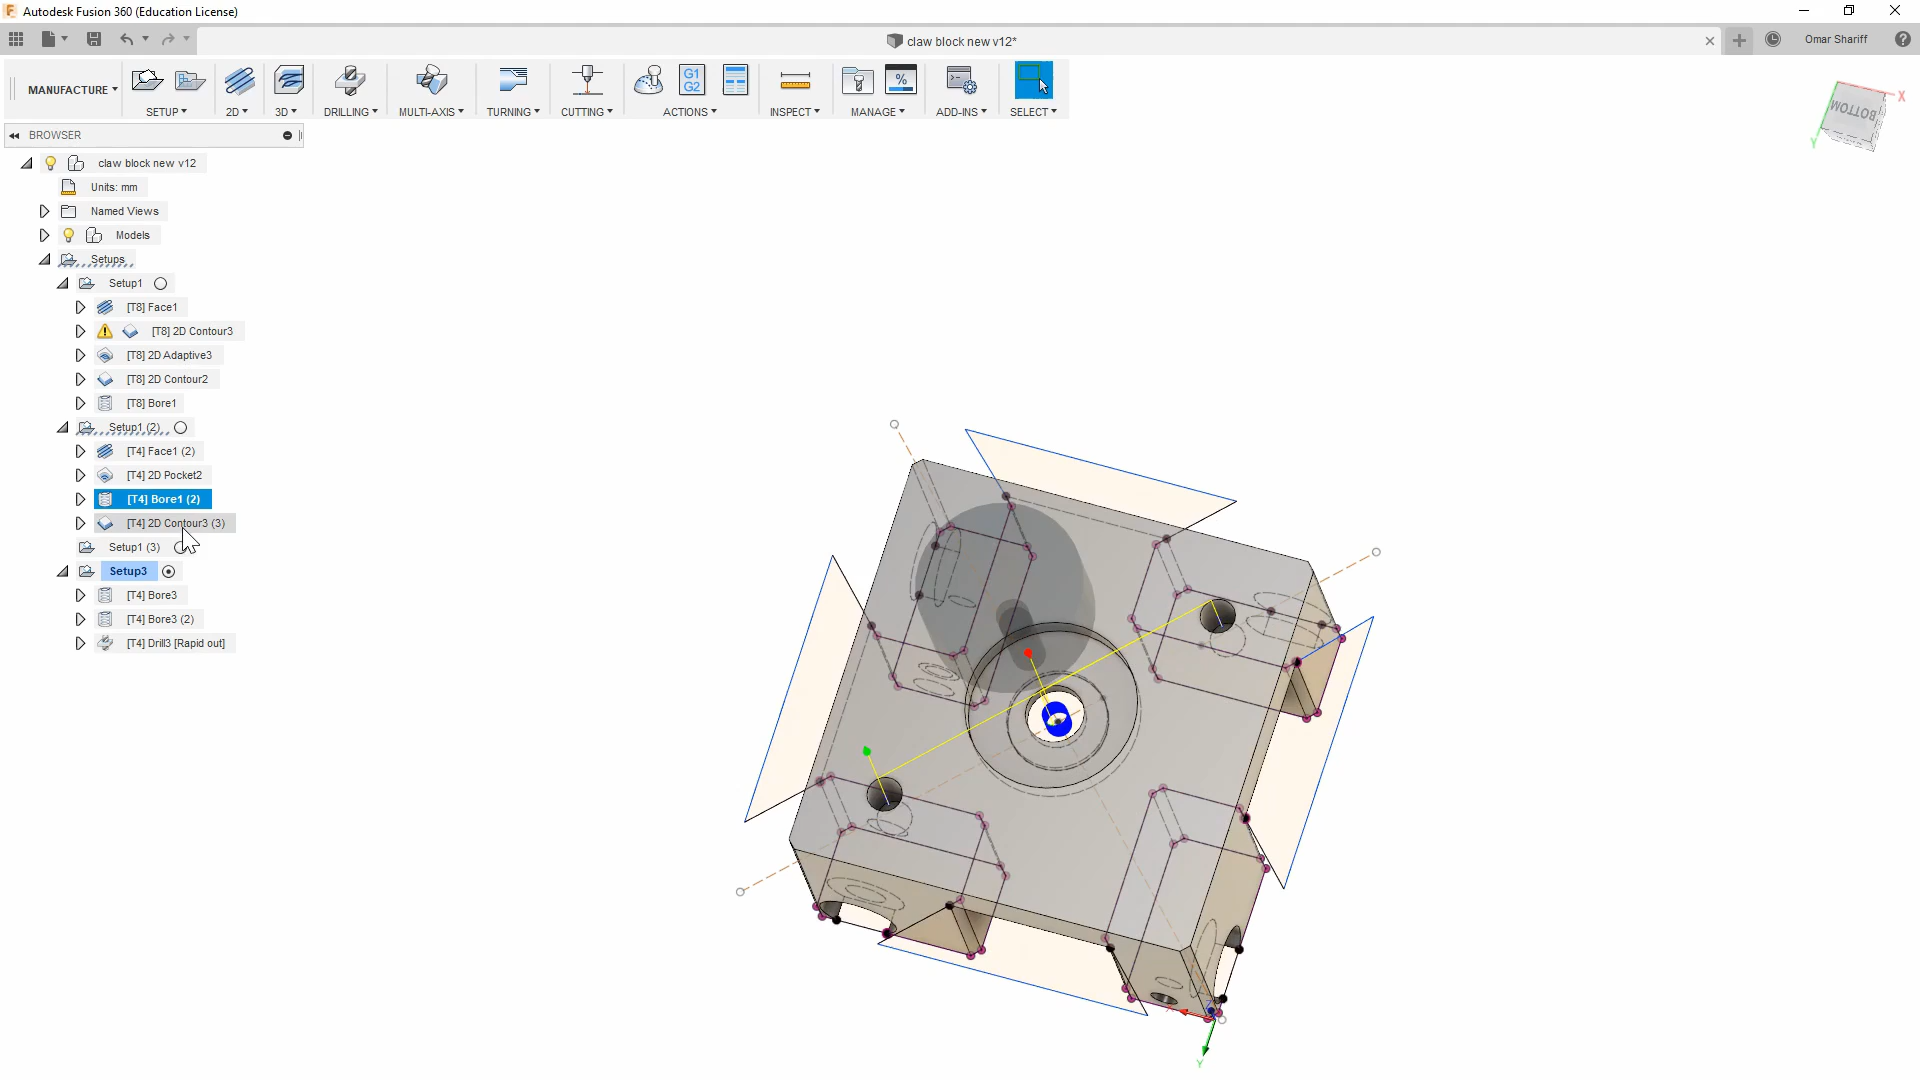 Autodesk Fusion 360 (Education License)
claw block new v12*
Omar Shariff
MANUFACTURE
G1
G2
%
SETUP
2D
3D
DRILLING
MULTI-AXIS
TURNING
CUTTING
ACTIONS
INSPECT
MANAGE
ADD-INS
SELECT
BROWSER
claw block new v12
Units: mm
Named Views
Models
Setups
Setup1
[T8] Face1
[T8] 2D Contour3
[T8] 2D Adaptive3
[T8] 2D Contour2
[T8] Bore1
Setup1 (2)
[T4] Face1 (2)
[T4] 2D Pocket2
[T4] Bore1 (2)
[T4] 2D Contour3 (3)
Setup1 (3)
Setup3
[T4] Bore3
[T4] Bore3 (2)
[T4] Drill3 [Rapid out]
BOTTOM
X
Y
X
Z
Y